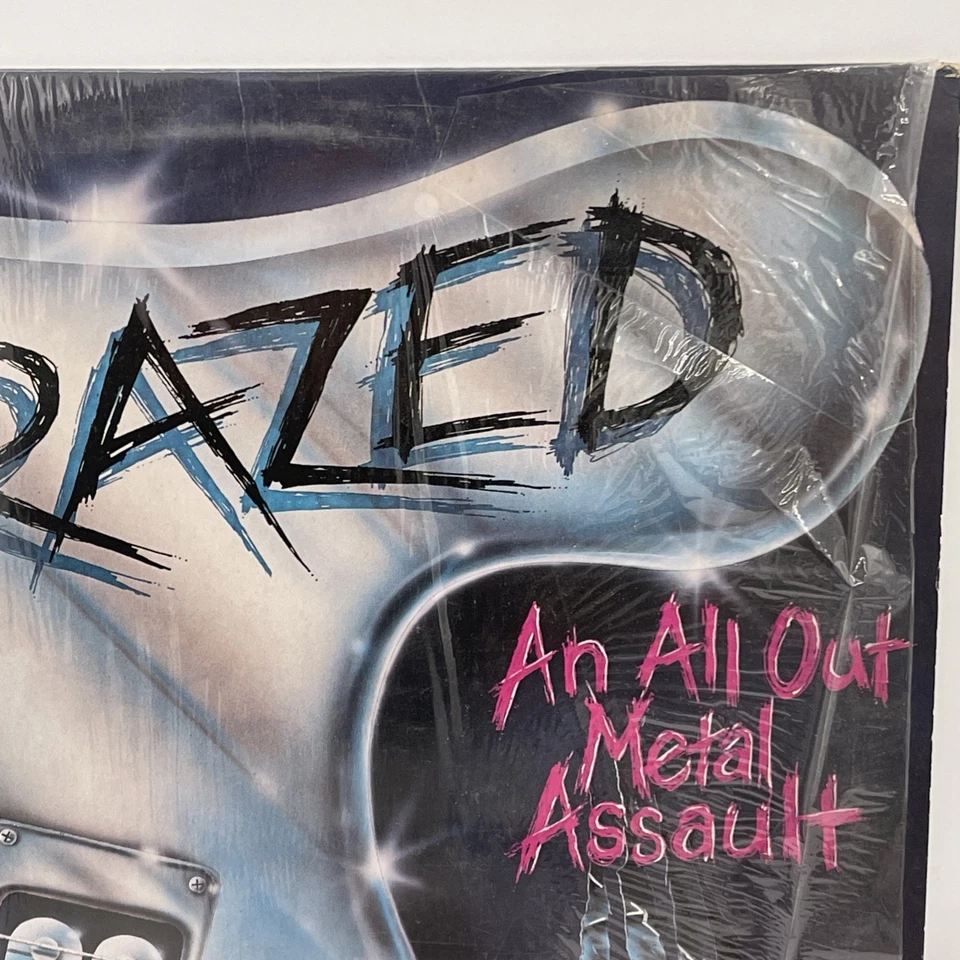 RAZED
An All Out
Metal
Assault